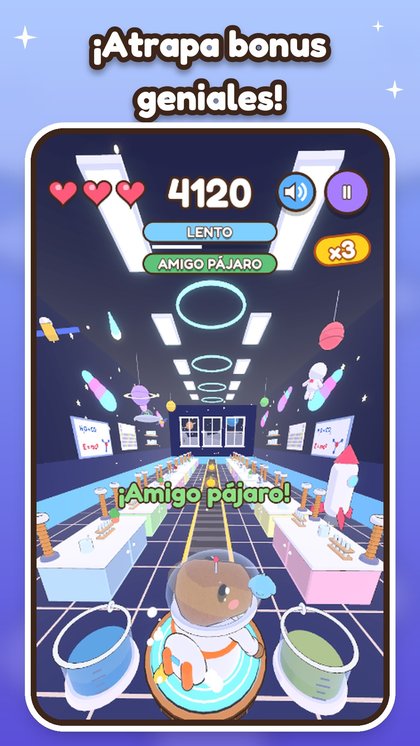 ¡Atrapa bonus
geniales!
4120
LENTO
x3
AMIGO PÁJARO
¡Amigo pájaro!